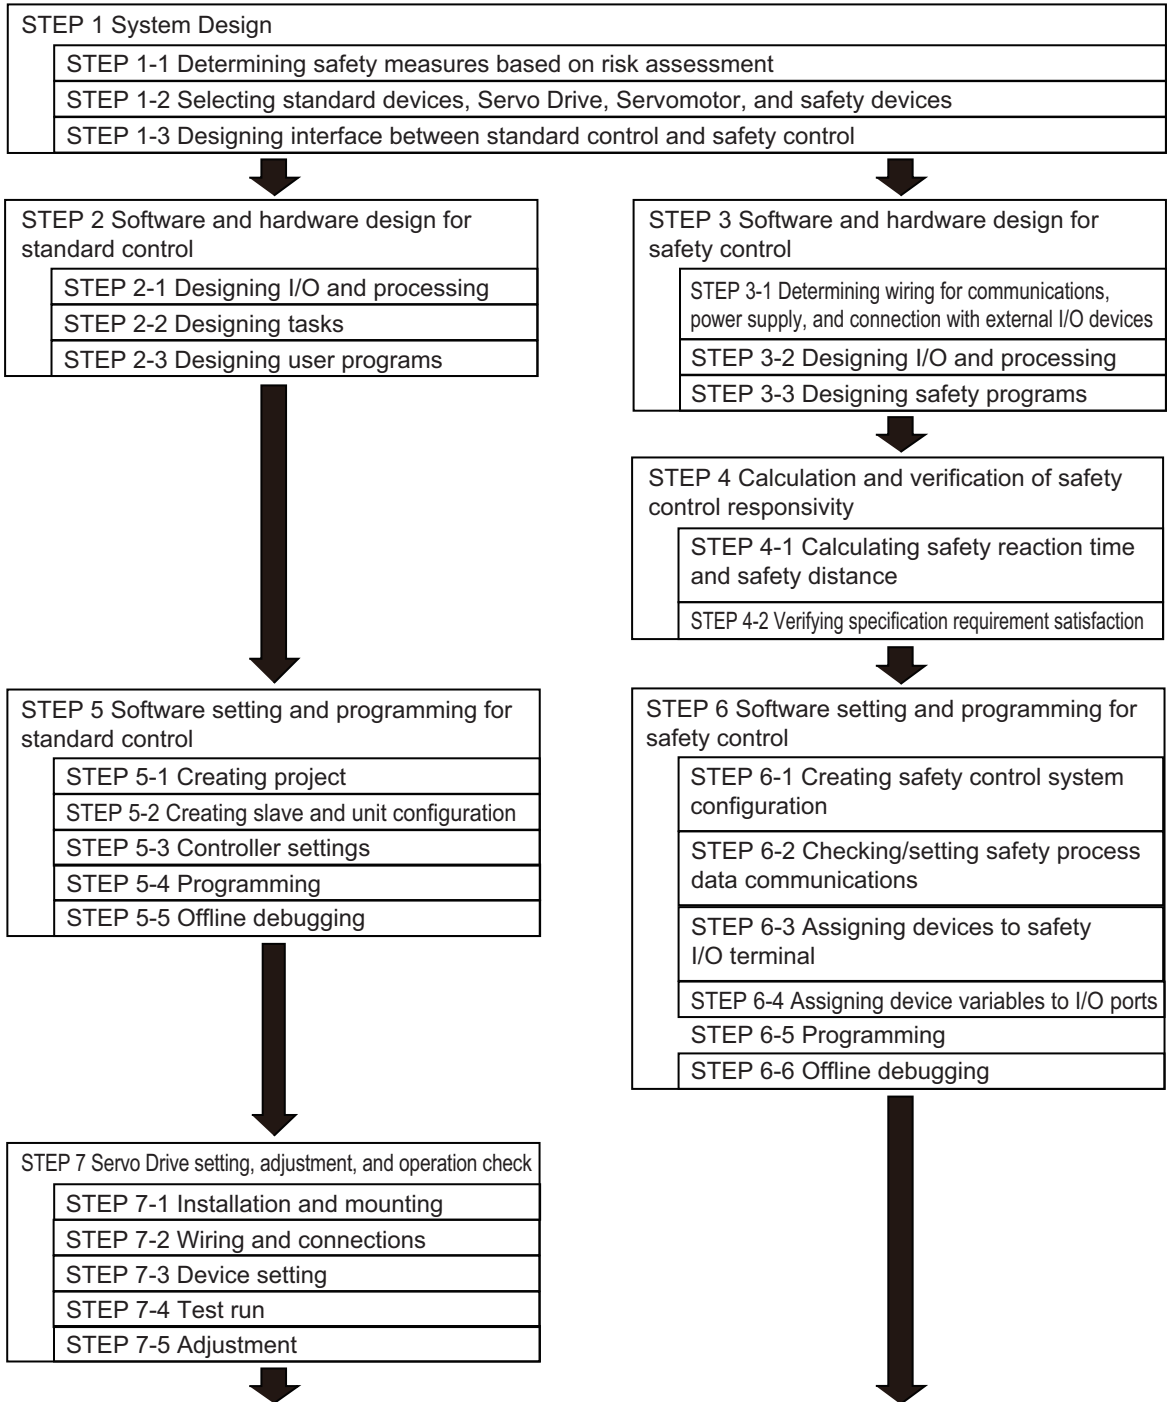 STEP 1 System Design
STEP 1-1 Determining safety measures based on risk assessment
STEP 1-2 Selecting standard devices, Servo Drive, Servomotor, and safety devices
STEP 1-3 Designing interface between standard control and safety control
STEP 2 Software and hardware design for
standard control
STEP 2-1 Designing I/O and processing
STEP 2-2 Designing tasks
STEP 2-3 Designing user programs
STEP 3 Software and hardware design for
safety control
STEP 3-1 Determining wiring for communications,
power supply, and connection with external I/O devices
STEP 3-2 Designing I/O and processing
STEP 3-3 Designing safety programs
STEP 4 Calculation and verification of safety
control responsivity
STEP 4-1 Calculating safety reaction time
and safety distance
STEP 4-2 Verifying specification requirement satisfaction
STEP 5 Software setting and programming for
standard control
STEP 5-1 Creating project
STEP 5-2 Creating slave and unit configuration
STEP 5-3 Controller settings
STEP 5-4 Programming
STEP 5-5 Offline debugging
STEP 6 Software setting and programming for
safety control
STEP 6-1 Creating safety control system
configuration
STEP 6-2 Checking/setting safety process
data communications
STEP 6-3 Assigning devices to safety
I/O terminal
STEP 6-4 Assigning device variables to I/O ports
STEP 6-5 Programming
STEP 6-6 Offline debugging
STEP 7 Servo Drive setting, adjustment, and operation check
STEP 7-1 Installation and mounting
STEP 7-2 Wiring and connections
STEP 7-3 Device setting
STEP 7-4 Test run
STEP 7-5 Adjustment